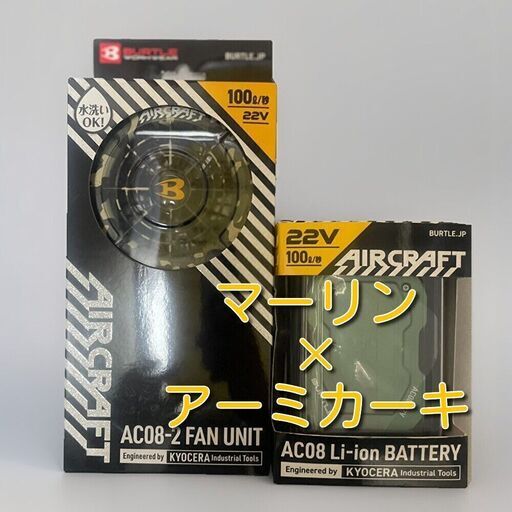 BURTLE
WORKWEAR
BURTLE.JP
水洗い
OK!
100ℓ/秒
22V
AIRCRAFT
B
AIRCRAFT
AC08-2 FAN UNIT
Engineered by KYOCERA Industrial Tools
BURTLE.JP
22V
100ℓ/秒
AIRCRAFT
マーリン
×
アーミカーキ
AC08 Li-ion BATTERY
Engineered by KYOCERA Industrial Tools